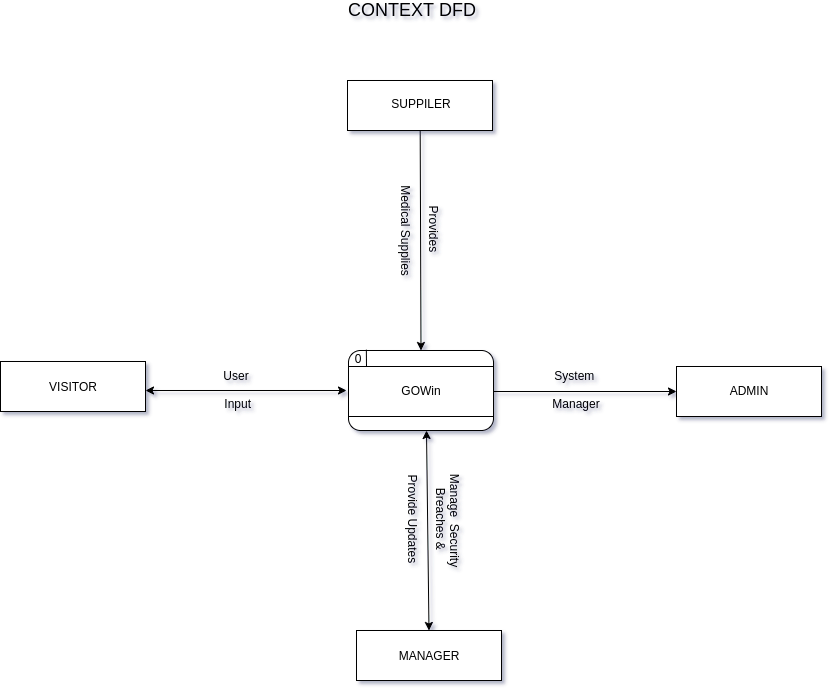 CONTEXT DFD
SUPPILER
Provides
Medical Supplies
VISITOR
User
Input
0
GOWin
System
Manager
ADMIN
Manage Security
Breaches &
Provide Updates
MANAGER